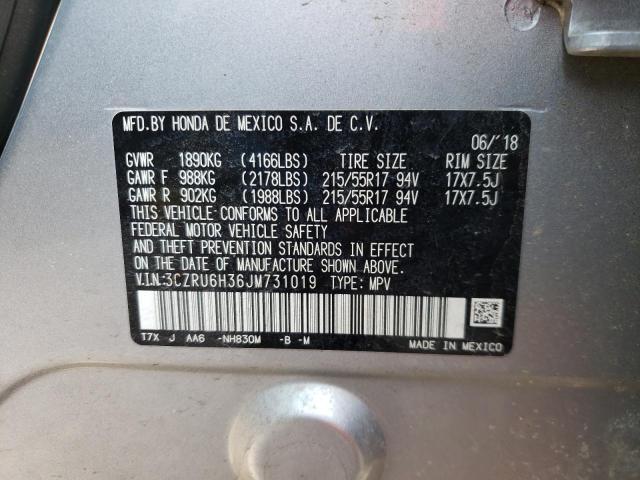 MFD.BY HONDA DE MEXICO S.A. DE C.V.
06/'18
GVWR 1890KG (4166LBS) TIRE SIZE RIM SIZE
GAWR F 988KG (2178LBS) 215/55R17 94V 17X7.5J
GAWR R 902KG (1988LBS) 215/55R17 94V 17X7.5J
THIS VEHICLE CONFORMS TO ALL APPLICABLE
FEDERAL MOTOR VEHICLE SAFETY
AND THEFT PREVENTION STANDARDS IN EFFECT
ON THE DATE OF MANUFACTURE SHOWN ABOVE.
V.I.N:3CZRU6H36JM731019 TYPE: MPV
17X J AA6 -NH830M -B -M
MADE IN MEXICO